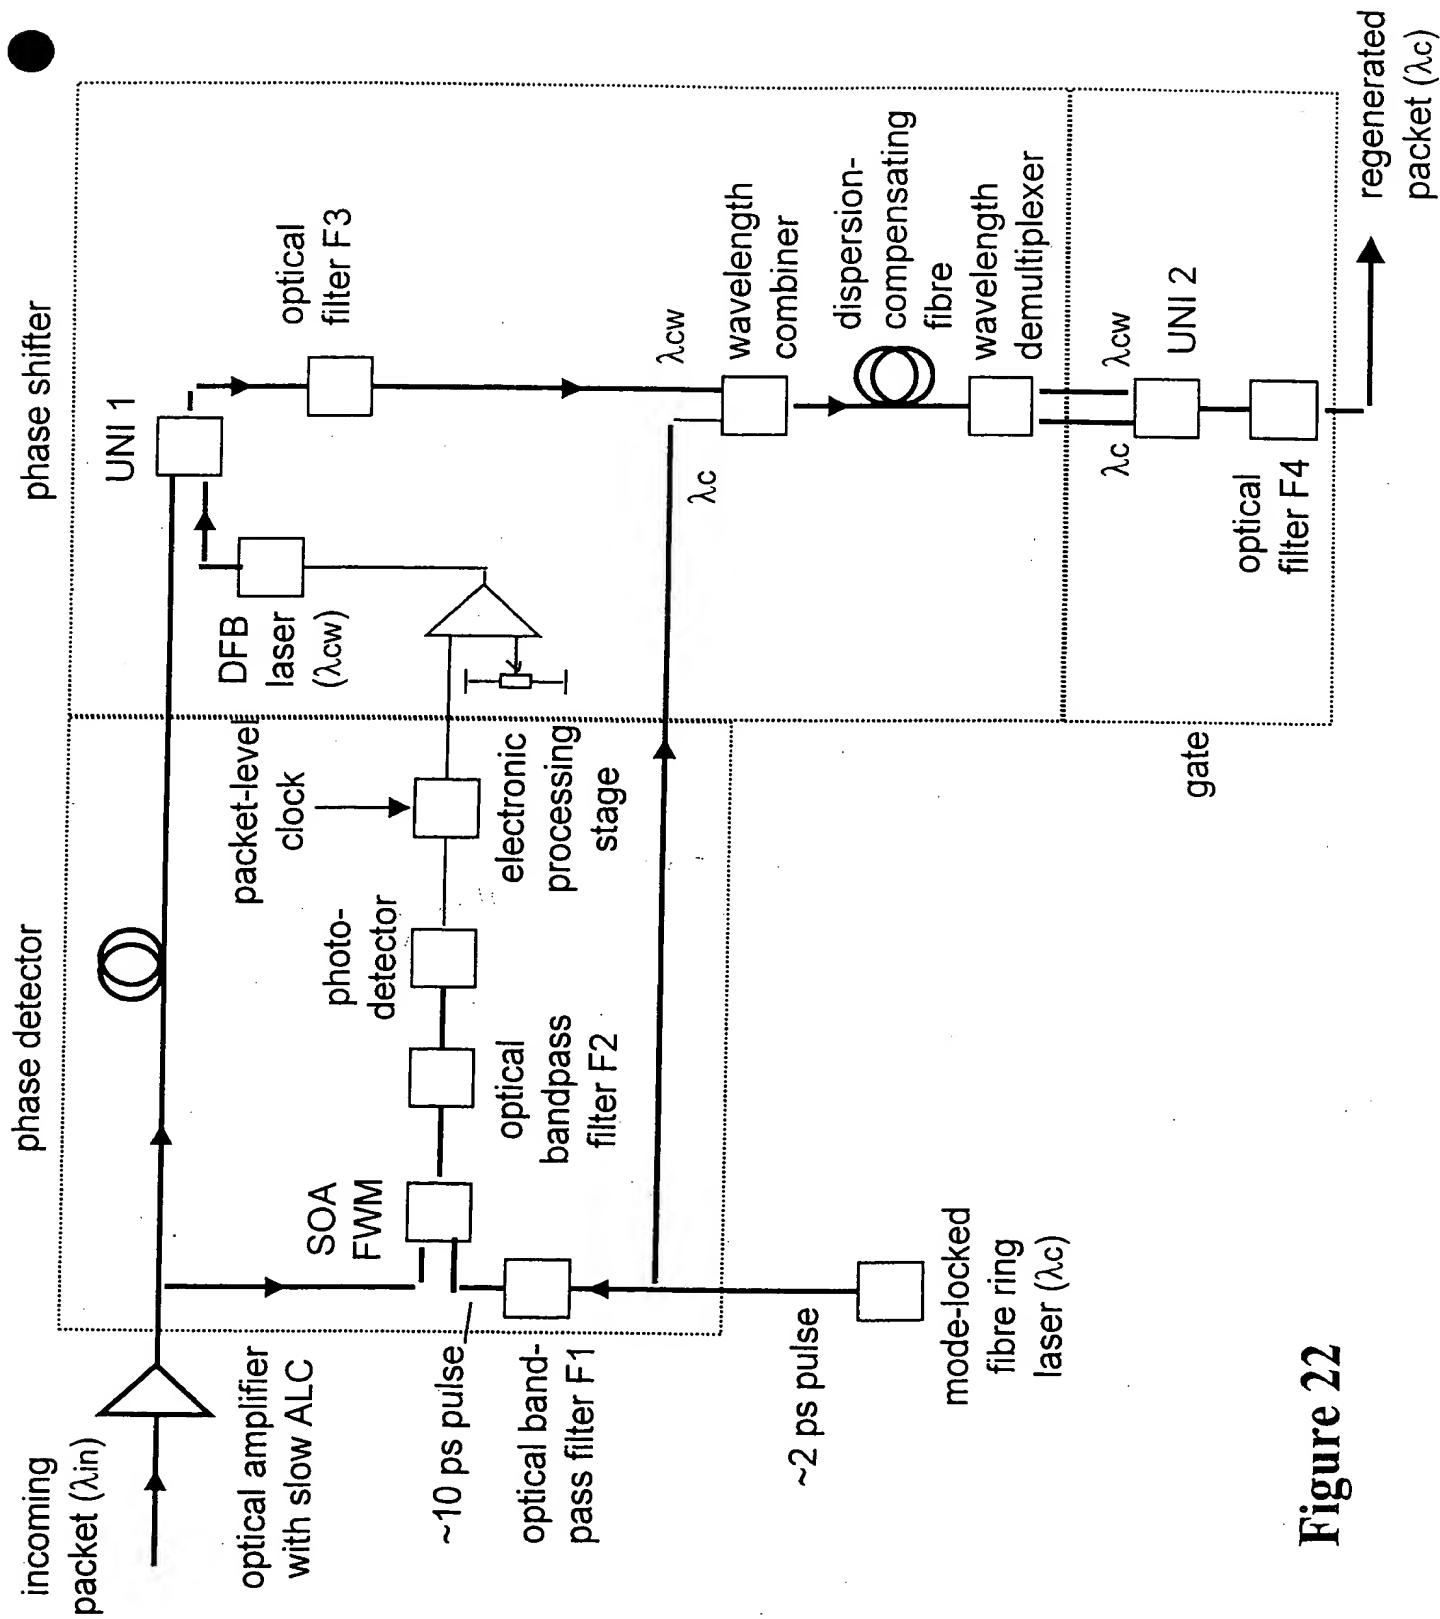 phase detector
phase shifter
incoming
packet (λin)
optical amplifier
with slow ALC
UNI 1
optical
filter F3
DFB
laser
(λcw)
packet-level
clock
photo-
detector
SOA
FWM
~10 ps pulse
optical band-
pass filter F1
optical
bandpass
filter F2
electronic
processing
stage
λc
λcw
wavelength
combiner
dispersion-
compensating
fibre
wavelength
demultiplexer
λc
λcw
UNI 2
optical
filter F4
gate
~2 ps pulse
mode-locked
fibre ring
laser (λc)
regenerated
packet (λc)
Figure 22